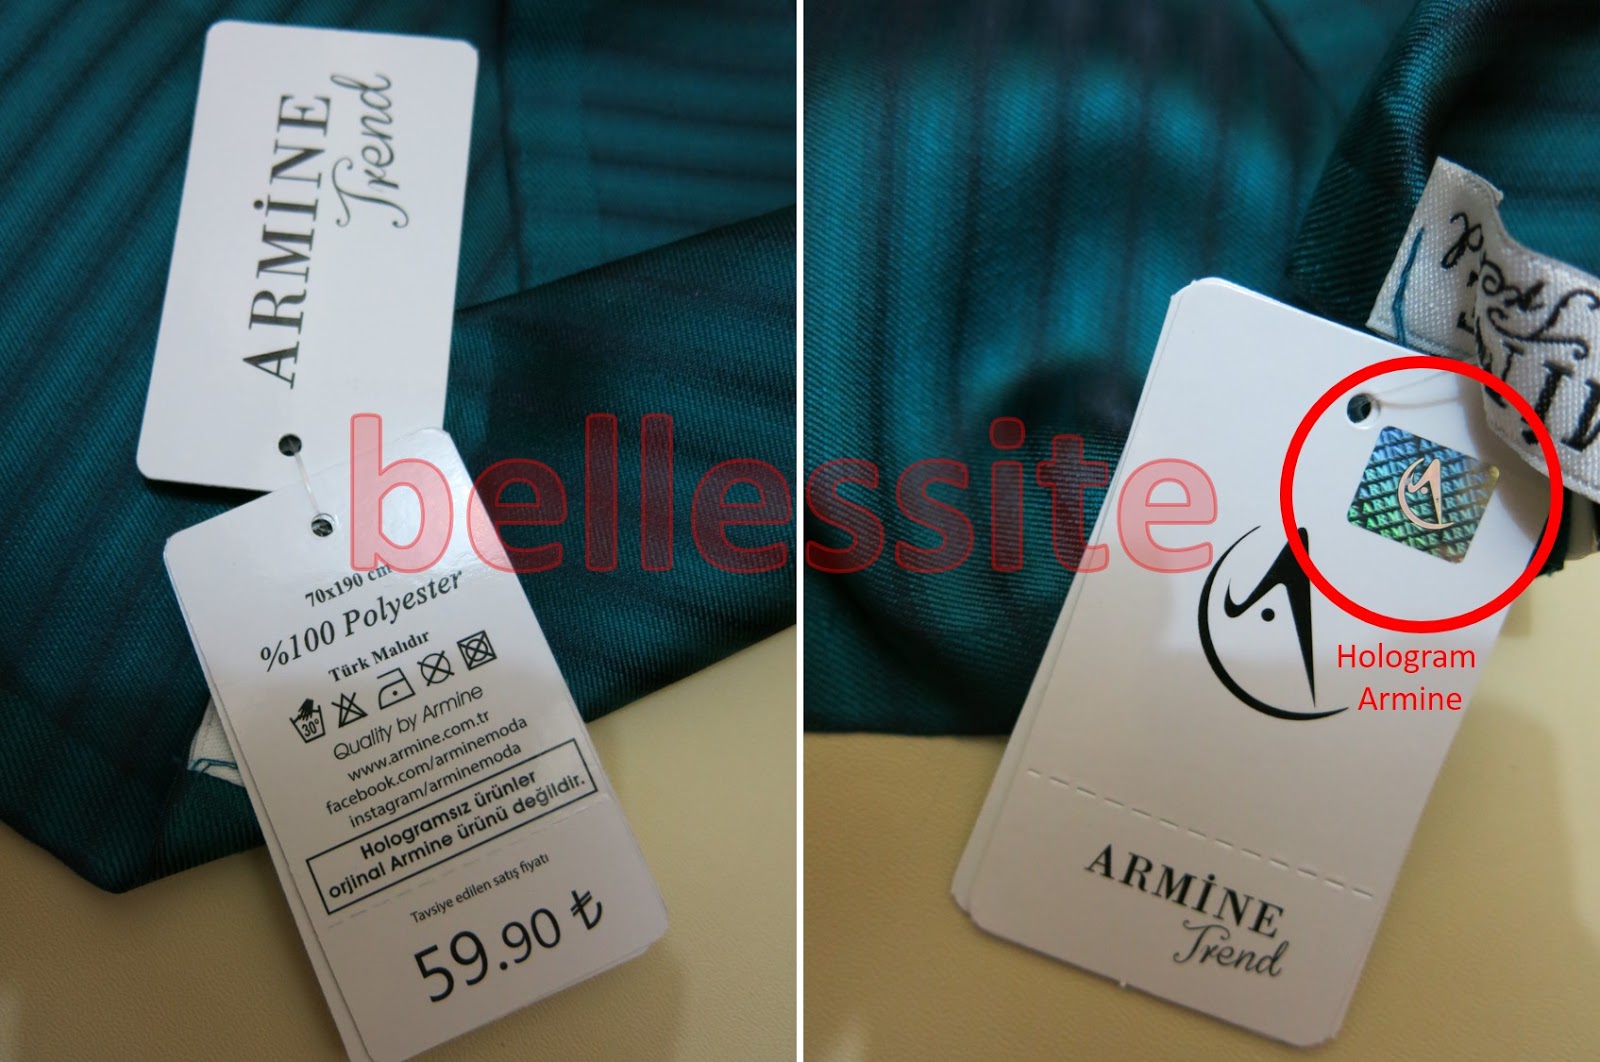 ARMİNE
Trend
70x190 cm
%100 Polyester
Türk Malıdır
30°
Quality by Armine
www.armine.com.tr
facebook.com/arminemoda
instagram/arminemoda
Hologramsız ürünler
orjinal Armine ürünü değildir.
Tavsiye edilen satış fiyatı
59.90 ₺
bellessite
Hologram
Armine
ARMİNE
Trend